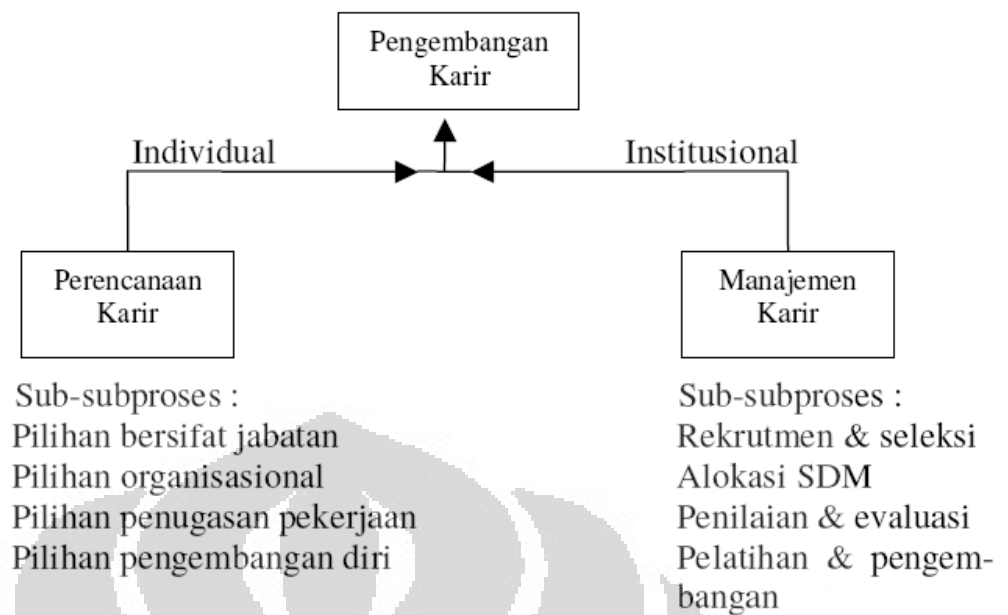 Pengembangan
Karir
Individual
Institusional
Perencanaan
Karir
Manajemen
Karir
Sub-subproses :
Pilihan bersifat jabatan
Pilihan organisasional
Pilihan penugasan pekerjaan
Pilihan pengembangan diri
Sub-subproses :
Rekrutmen & seleksi
Alokasi SDM
Penilaian & evaluasi
Pelatihan & pengem-
bangan